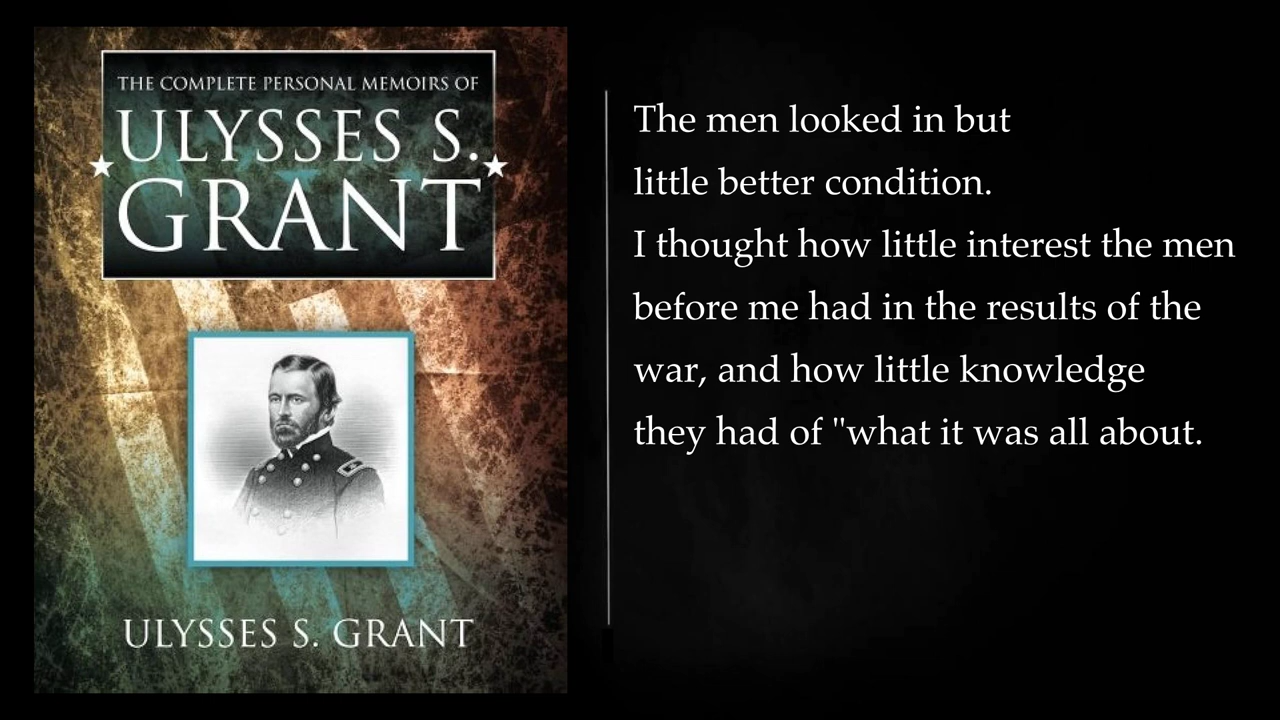 THE COMPLETE PERSONAL MEMOIRS OF
ULYSSES S.
GRANT
ULYSSES S. GRANT
The men looked in but
little better condition.
I thought how little interest the men
before me had in the results of the
war, and how little knowledge
they had of "what it was all about.